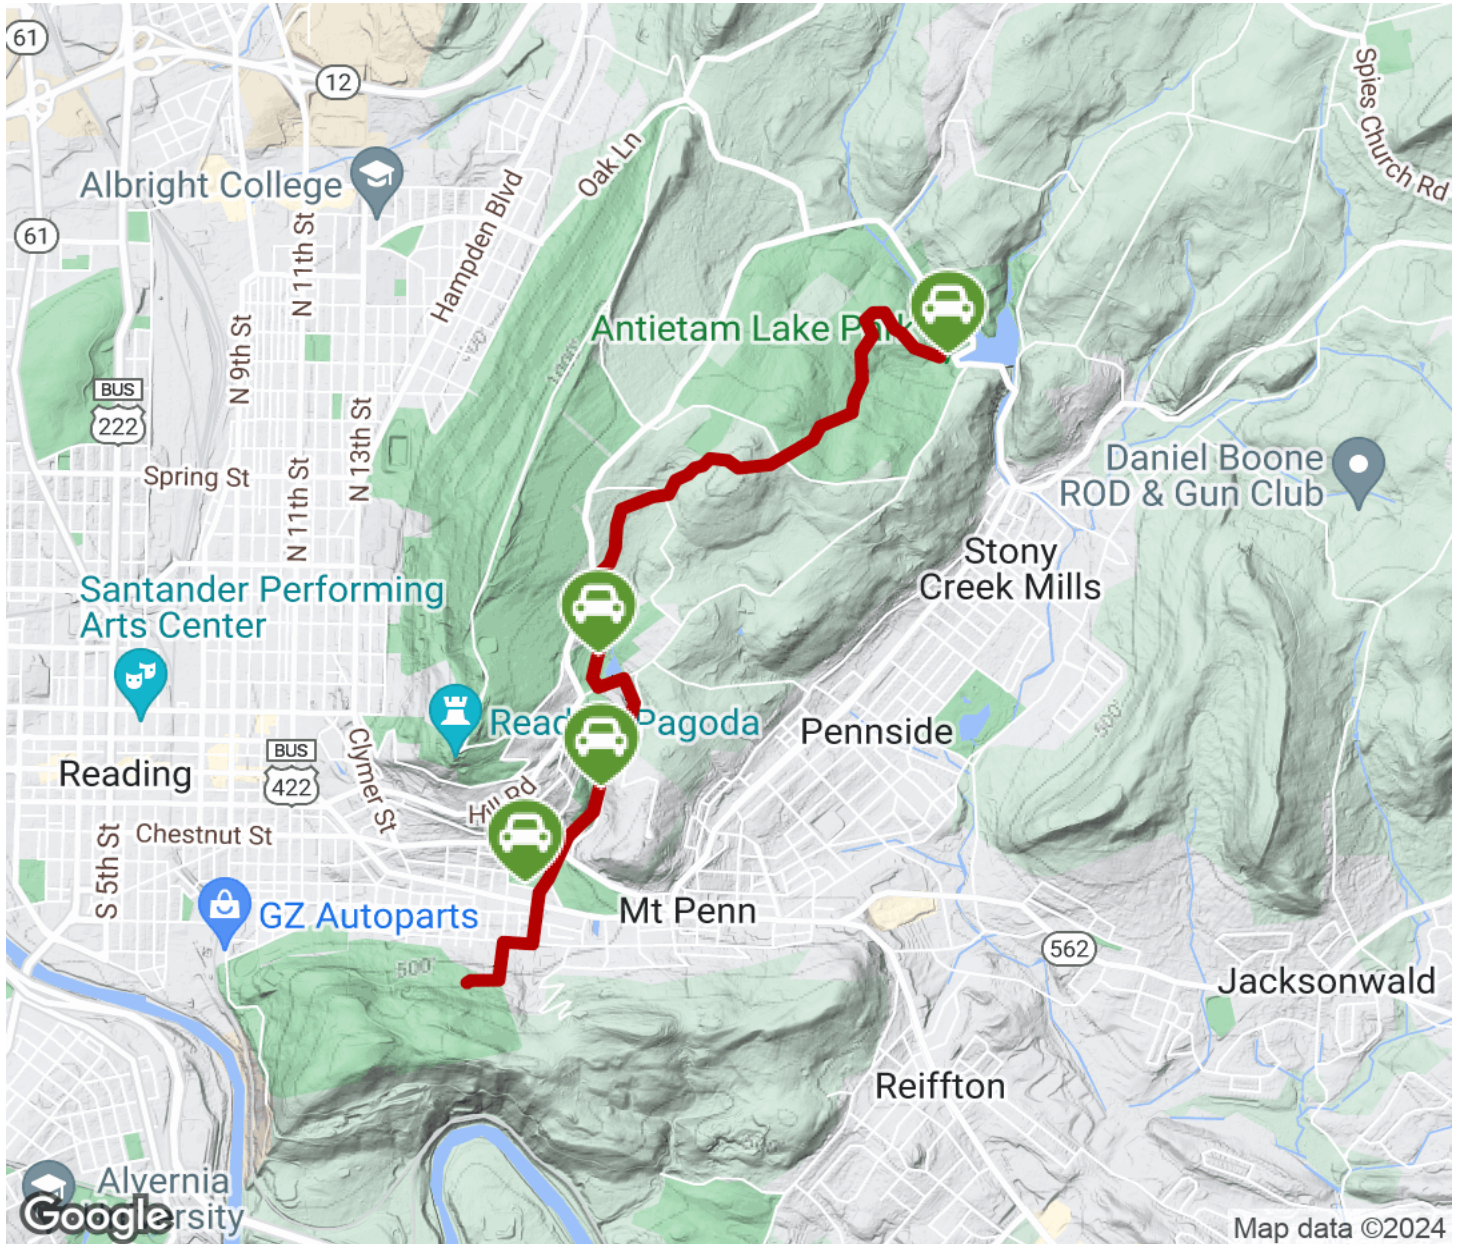 61
12
Spies Church Rd
Oak Ln
Albright College
Hampden Blvd
N 11th St
61
N 9th St
Antietam Lake
1000'
BUS
222
N 13th St
Spring St
N 11th St
Daniel Boone
ROD & Gun Club
Stony
Creek Mills
Santander Performing
Arts Center
500'
Pagoda
Pennside
BUS
422
Reading
Clymer St
Hill Rd
Chestnut St
S 5th St
GZ Autoparts
Mt Penn
562
500'
Jacksonwald
Reiffton
Alvernia
Google
Map data ©2024